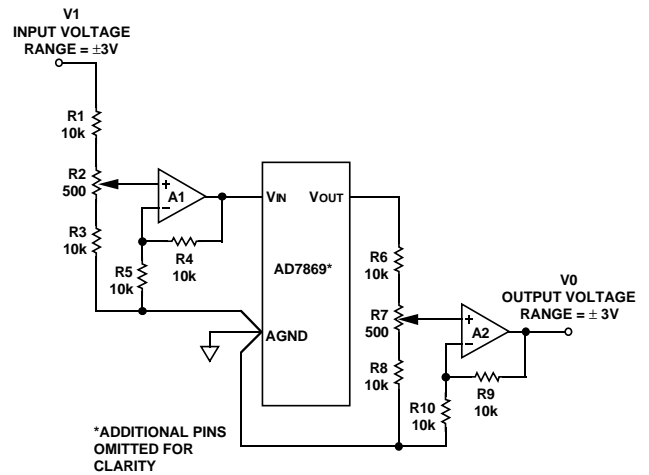 V1
INPUT VOLTAGE
RANGE = ±3V
R1
10k
R2
500
R3
10k
+
A1
–
R4
10k
R5
10k
VIN
VOUT
AD7869*
AGND
R6
10k
R7
500
R8
10k
+
A2
–
R9
10k
R10
10k
V0
OUTPUT VOLTAGE
RANGE = ± 3V
*ADDITIONAL PINS
OMITTED FOR
CLARITY